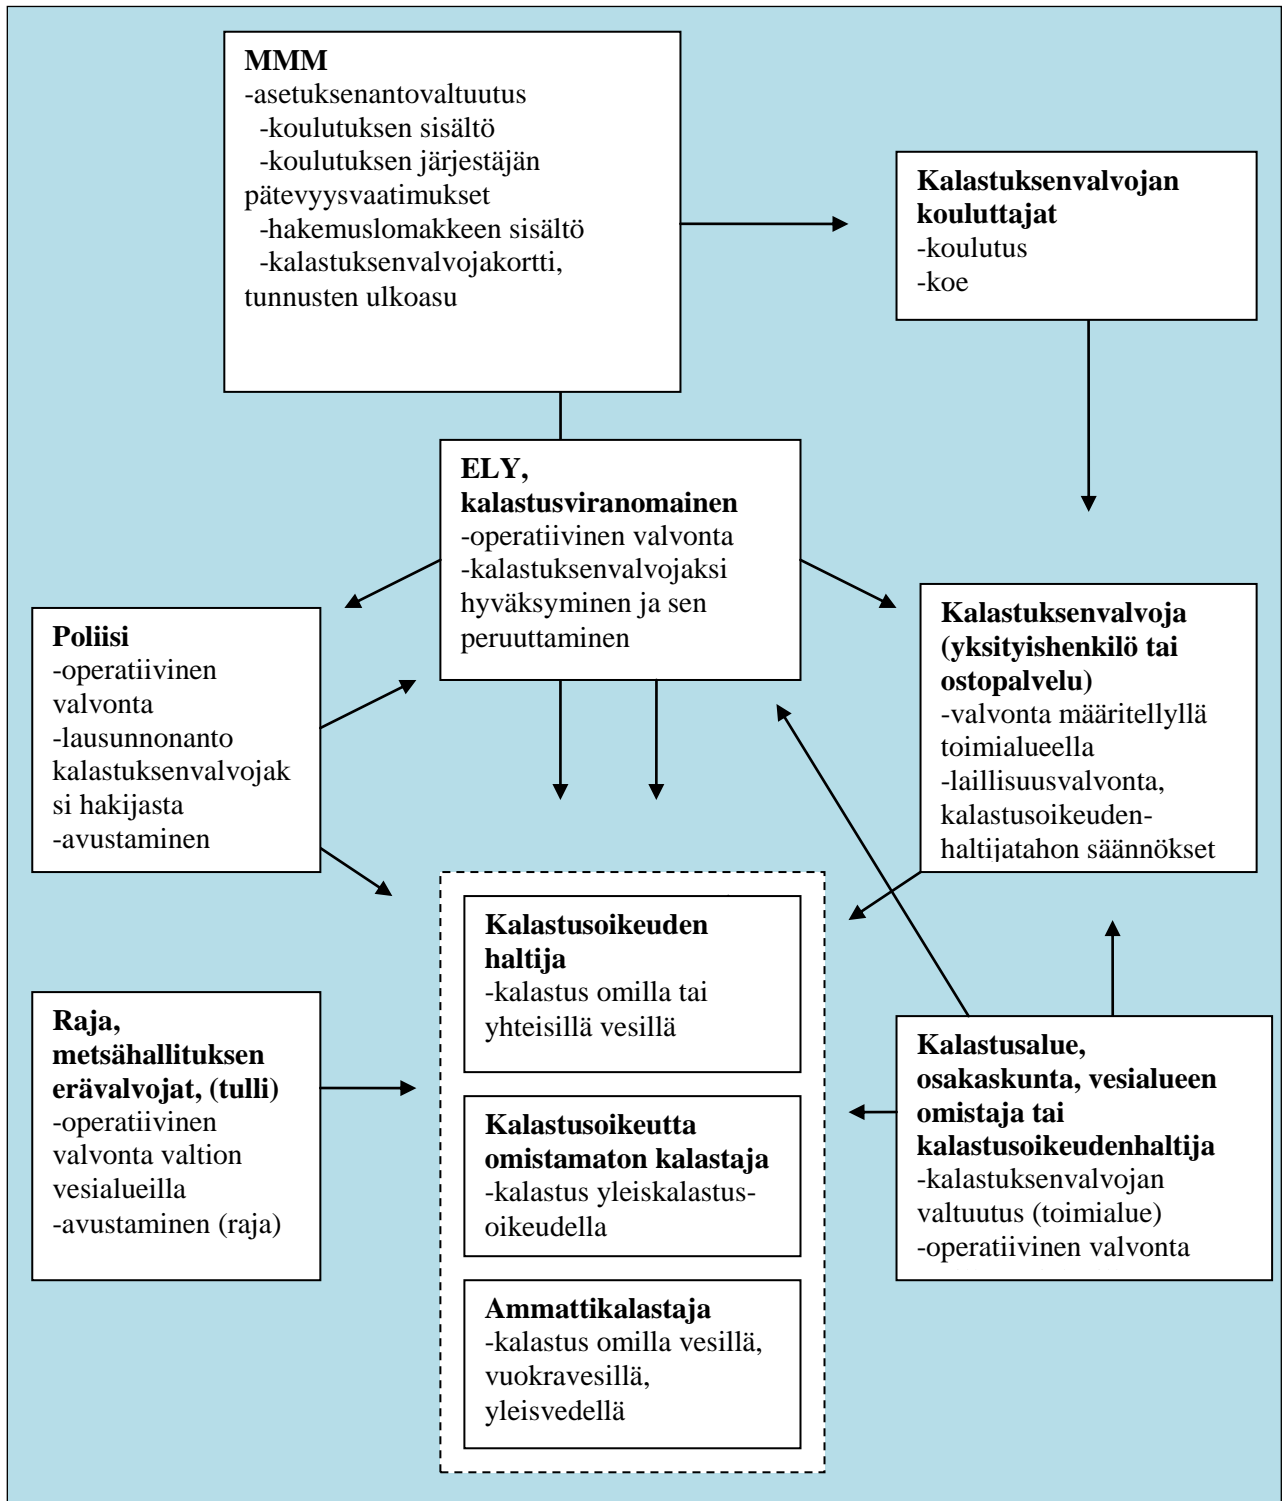 MMM
-asetuksenantovaltuutus
-koulutuksen sisältö
-koulutuksen järjestäjän
pätevyysvaatimukset
-hakemuslomakkeen sisältö
-kalastuksenvalvojakortti,
tunnusten ulkoasu
Kalastuksenvalvojan
kouluttajat
-koulutus
-koe
ELY,
kalastusviranomainen
-operatiivinen valvonta
-kalastuksenvalvojaksi
hyväksyminen ja sen
peruuttaminen
Poliisi
-operatiivinen
valvonta
-lausunnonanto
kalastuksenvalvojak
si hakijasta
-avustaminen
Kalastuksenvalvoja
(yksityishenkilö tai
ostopalvelu)
-valvonta määritellyllä
toimialueella
-laillisuusvalvonta,
kalastusoikeuden-
haltijatahon säännökset
Kalastusoikeuden
haltija
-kalastus omilla tai
yhteisillä vesillä
Raja,
metsähallituksen
erävalvojat, (tulli)
-operatiivinen
valvonta valtion
vesialueilla
-avustaminen (raja)
Kalastusoikeutta
omistamaton kalastaja
-kalastus yleiskalastus-
oikeudella
Kalastusalue,
osakaskunta, vesialueen
omistaja tai
kalastusoikeudenhaltija
-kalastuksenvalvojan
valtuutus (toimialue)
-operatiivinen valvonta
Ammattikalastaja
-kalastus omilla vesillä,
vuokravesillä,
yleisvedellä